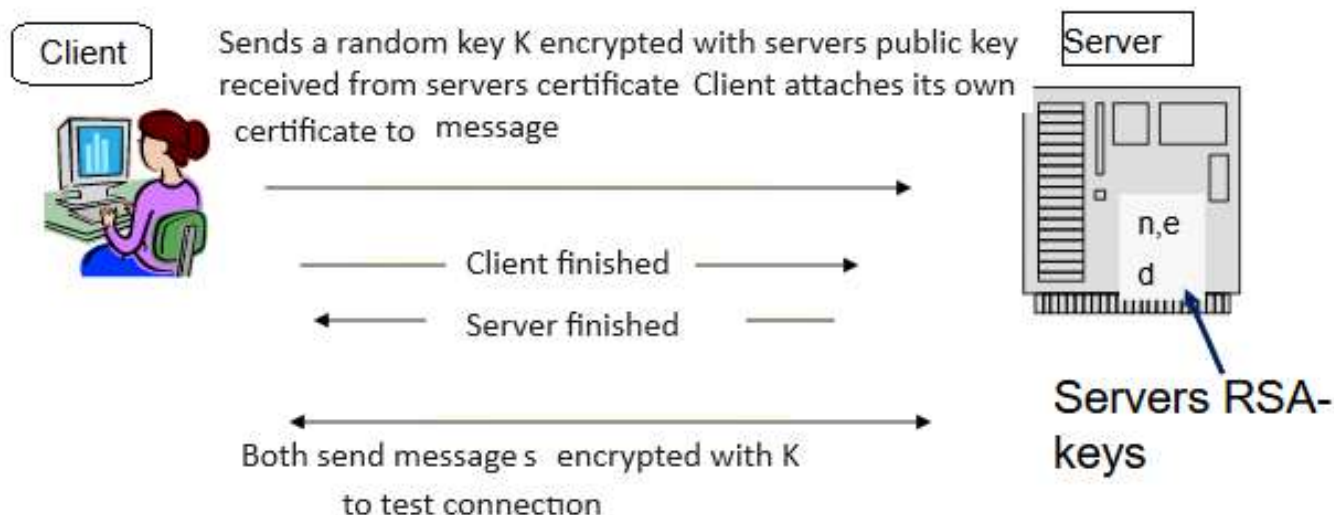 Client
Sends a random key K encrypted with servers public key
received from servers certificate Client attaches its own
certificate to message
Server
n,e
d
Client finished
Server finished
Servers RSA-
keys
Both send message s encrypted with K
to test connection